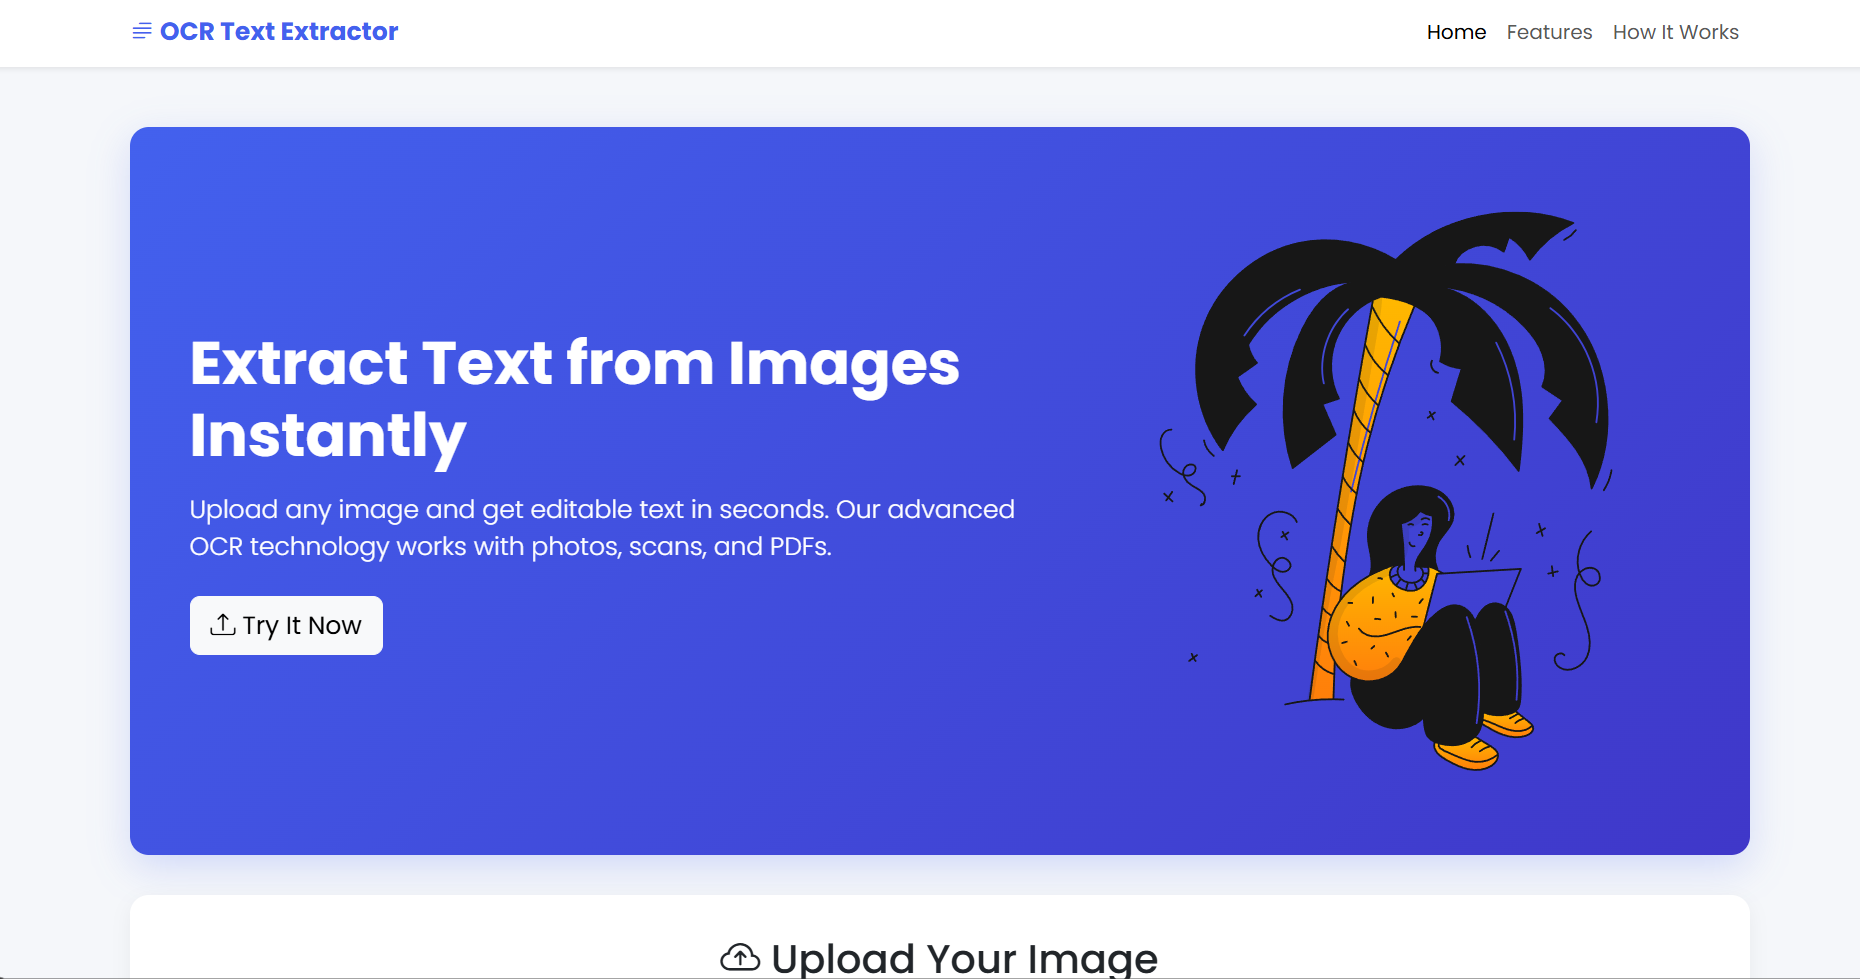 OCR Text Extractor
Home Features How It Works
Extract Text from Images
Instantly
Upload any image and get editable text in seconds. Our advanced
OCR technology works with photos, scans, and PDFs.
Try It Now
Upload Your Image